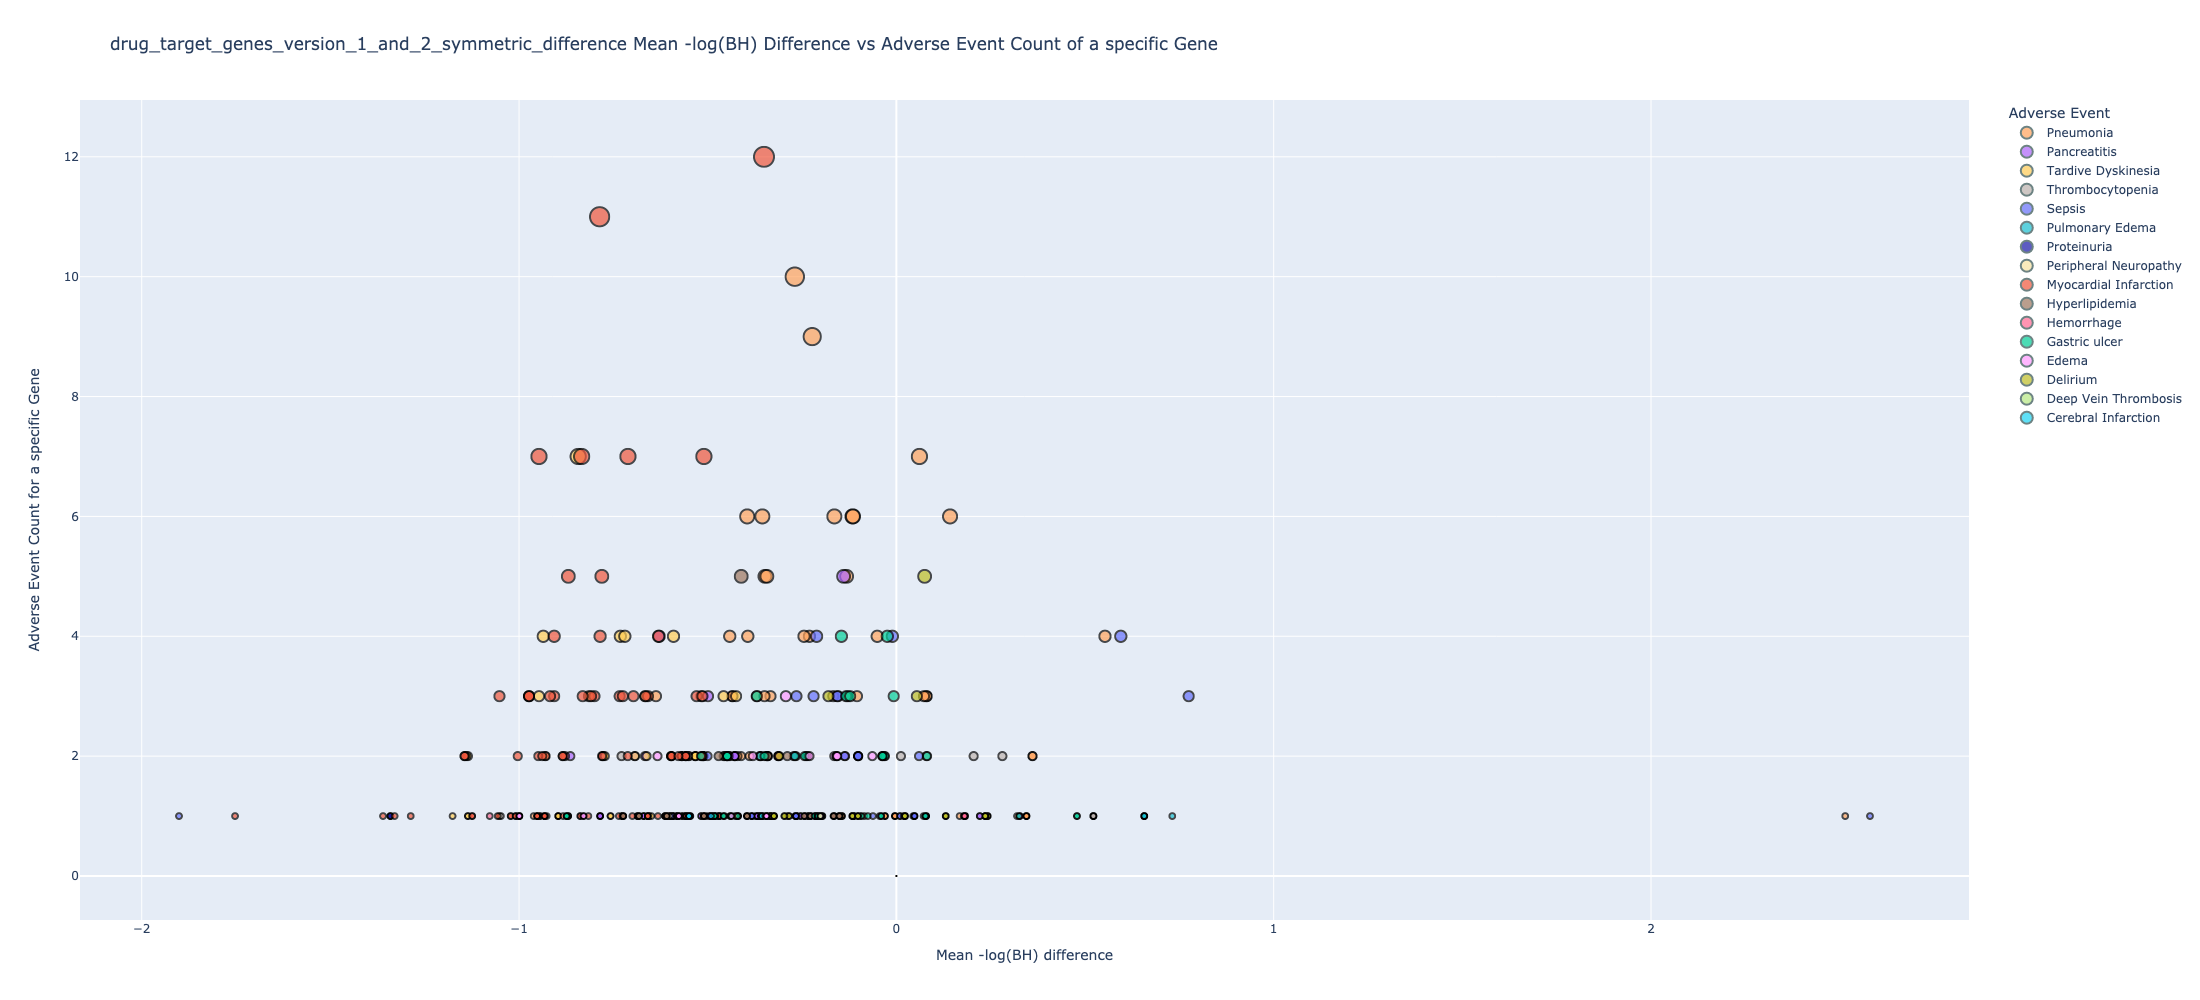 drug_target_genes_version_1_and_2_symmetric_difference Mean -log(BH) Difference vs Adverse Event Count of a specific Gene
Adverse Event Count for a specific Gene
12
10
8
6
4
2
0
−2
−1
0
1
2
Mean -log(BH) difference
Adverse Event
Pneumonia
Pancreatitis
Tardive Dyskinesia
Thrombocytopenia
Sepsis
Pulmonary Edema
Proteinuria
Peripheral Neuropathy
Myocardial Infarction
Hyperlipidemia
Hemorrhage
Gastric ulcer
Edema
Delirium
Deep Vein Thrombosis
Cerebral Infarction